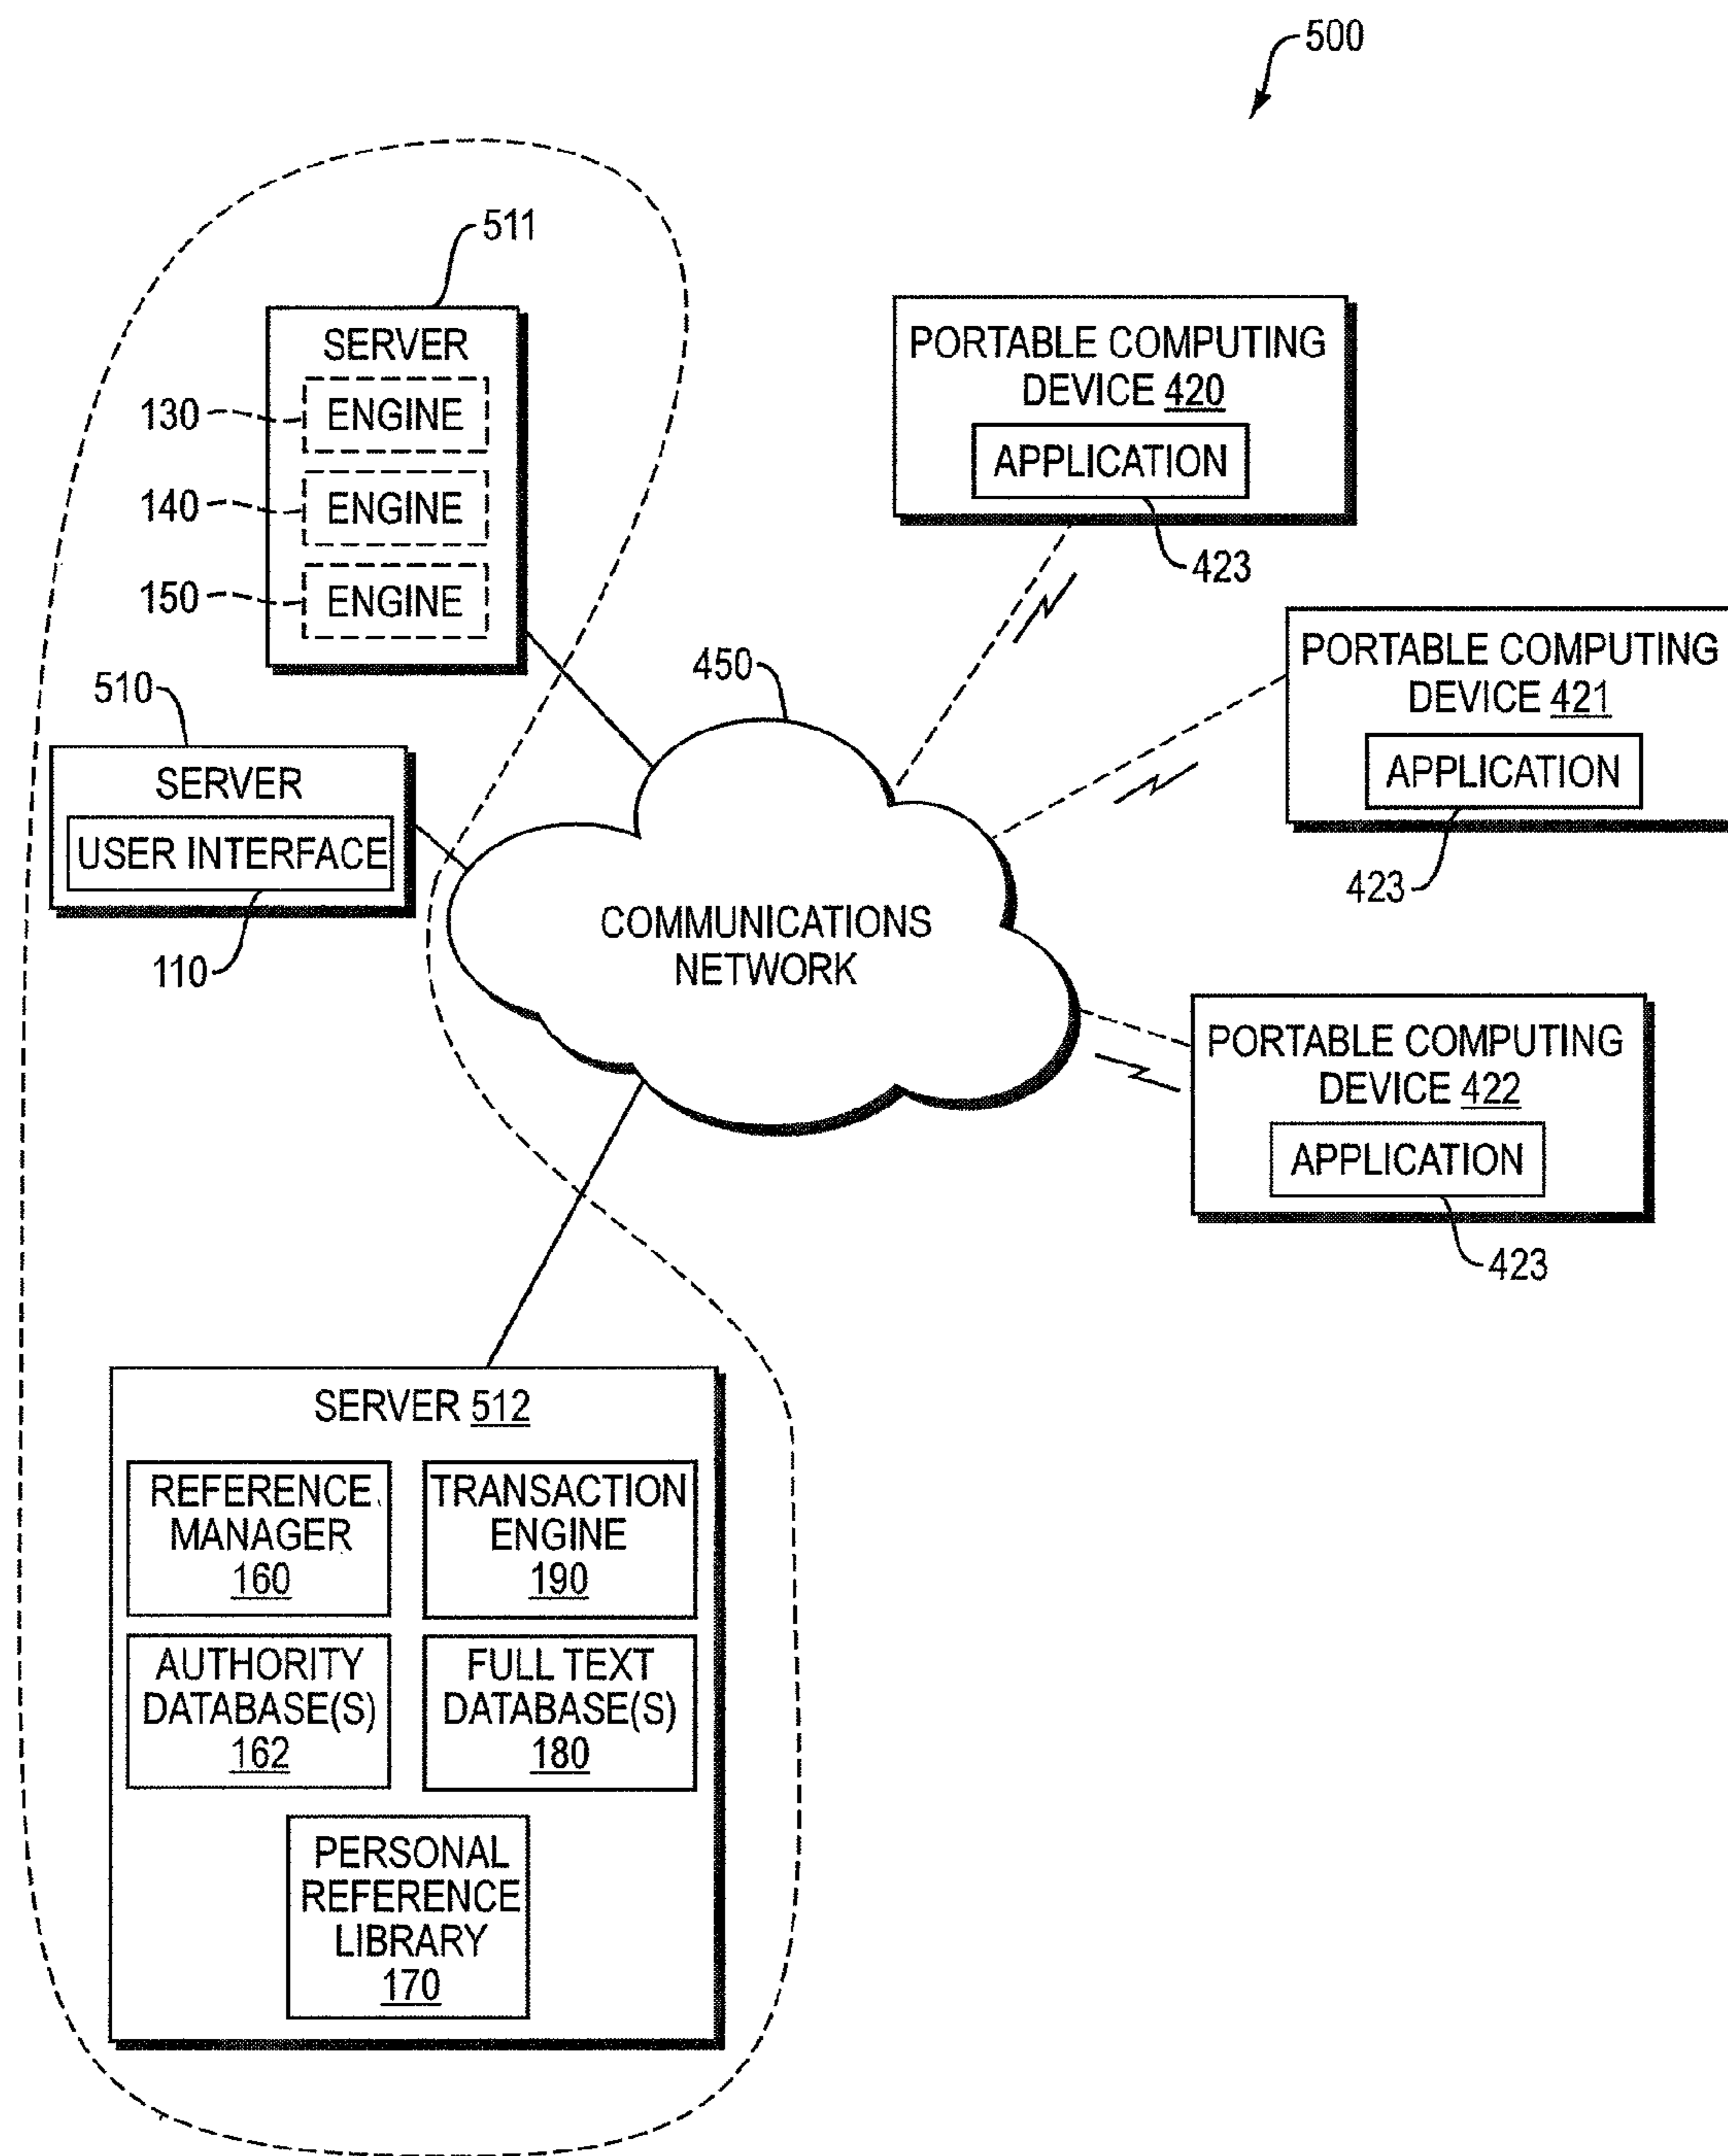 500
511
SERVER
130
ENGINE
140
ENGINE
150
ENGINE
PORTABLE COMPUTING
DEVICE 420
APPLICATION
423
510
SERVER
USER INTERFACE
110
450
COMMUNICATIONS
NETWORK
PORTABLE COMPUTING
DEVICE 421
APPLICATION
423
PORTABLE COMPUTING
DEVICE 422
APPLICATION
423
SERVER 512
REFERENCE
MANAGER
160
TRANSACTION
ENGINE
190
AUTHORITY
DATABASE(S)
162
FULL TEXT
DATABASE(S)
180
PERSONAL
REFERENCE
LIBRARY
170